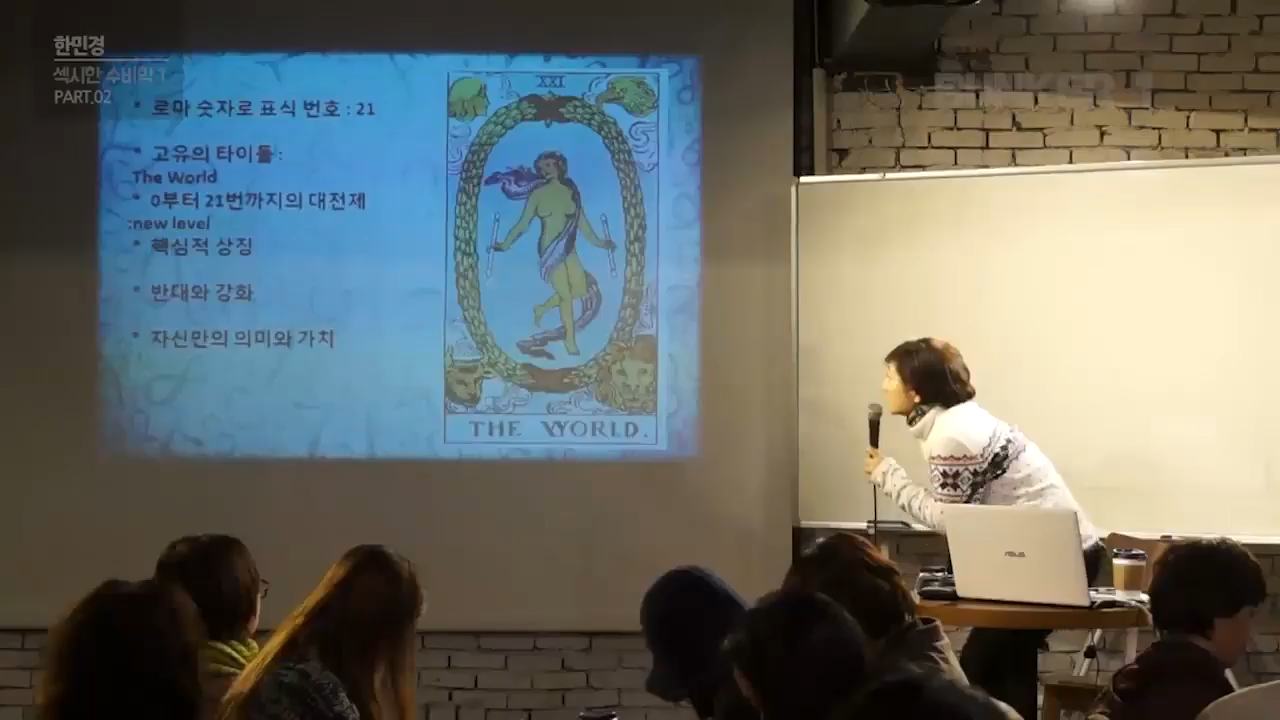 한민경
섹시한 수비학 1
PART.02
BUNKER 1
• 로마 숫자로 표식 번호 : 21
• 고유의 타이틀 :
The World
• 0부터 21번까지의 대전제
:new level
• 핵심적 상징
• 반대와 강화
• 자신만의 의미와 가치
XXI
THE WORLD.
ASUS